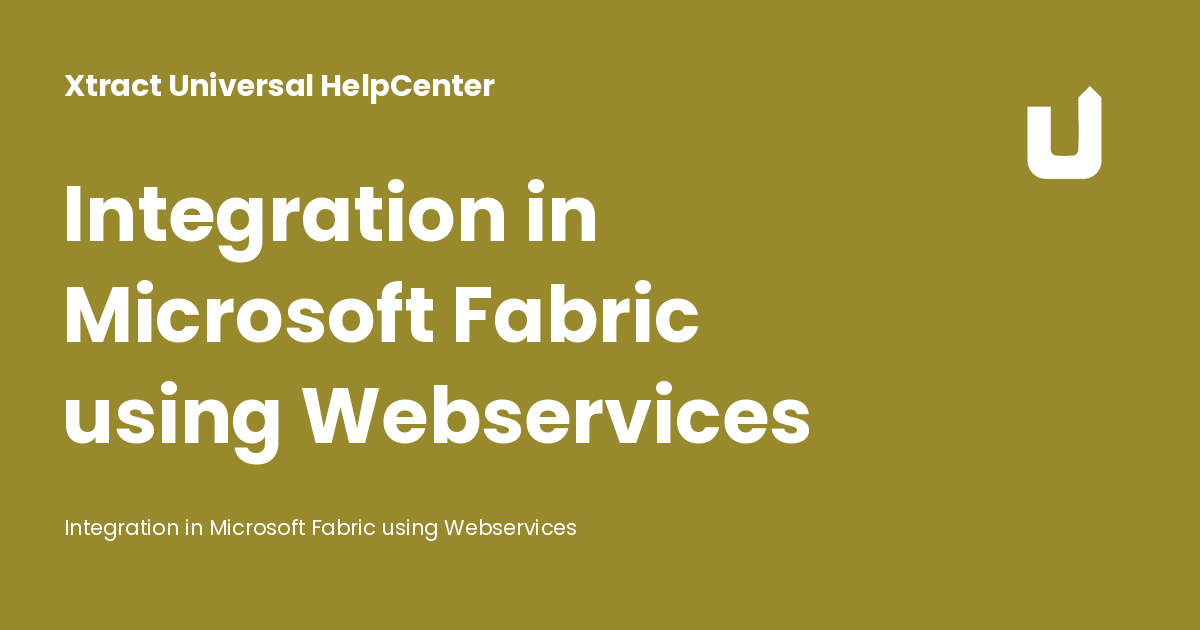 Xtract Universal HelpCenter
Integration in
Microsoft Fabric
using Webservices
Integration in Microsoft Fabric using Webservices